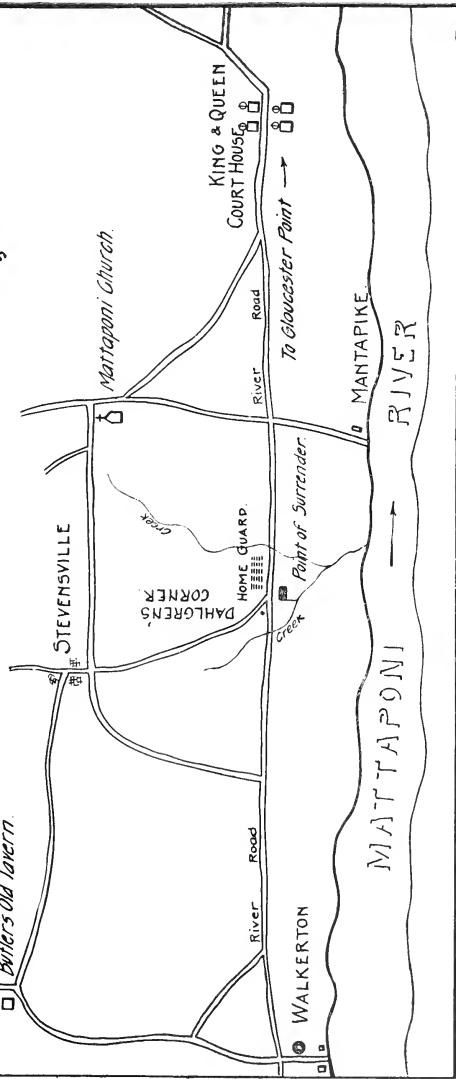 Butlers Old Tavern.
STEVENSVILLE
Mattaponi Church.
KING & QUEEN
COURT HOUSE
DAHLGREN'S
CORNER.
HOME GUARD.
Creek
Creek
Point of Surrender.
River Road
River Road
To Gloucester Point
WALKERTON
MANTAPIKE.
MATTAPONI RIVER